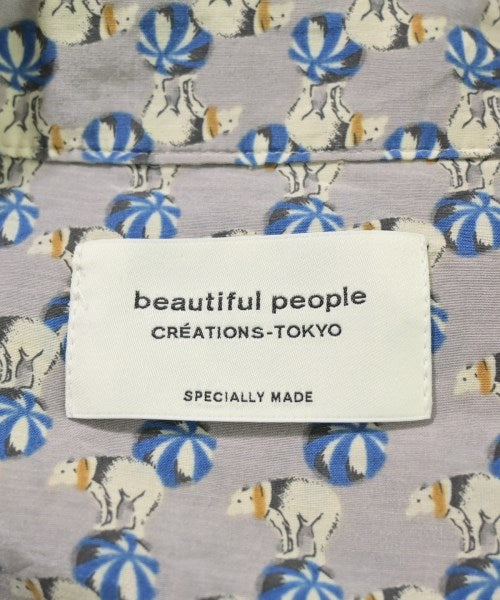 beautiful people
CRÉATIONS-TOKYO
SPECIALLY MADE